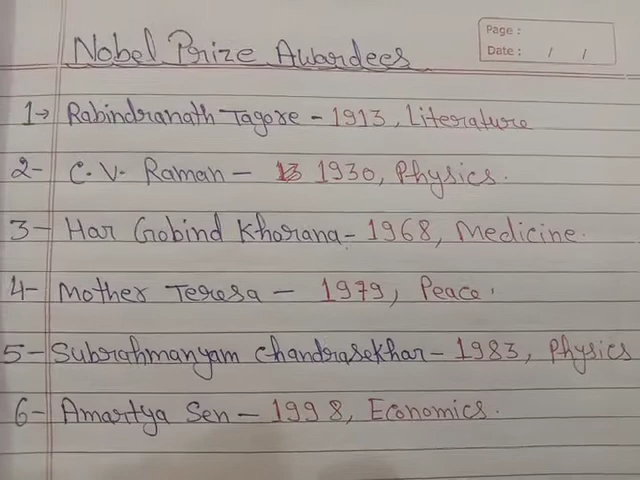 Nobel Prize Awardees
Page :
Date : / /
1→ Rabindranath Tagore - 1913, Literature
2- C.V. Raman - 13 1930, Physics.
3- Har Gobind Khorana - 1968, Medicine.
4- Mother Teresa - 1979, Peace.
5- Subrahmanyam Chandrasekhar - 1983, Physics
6- Amartya Sen - 1998, Economics.